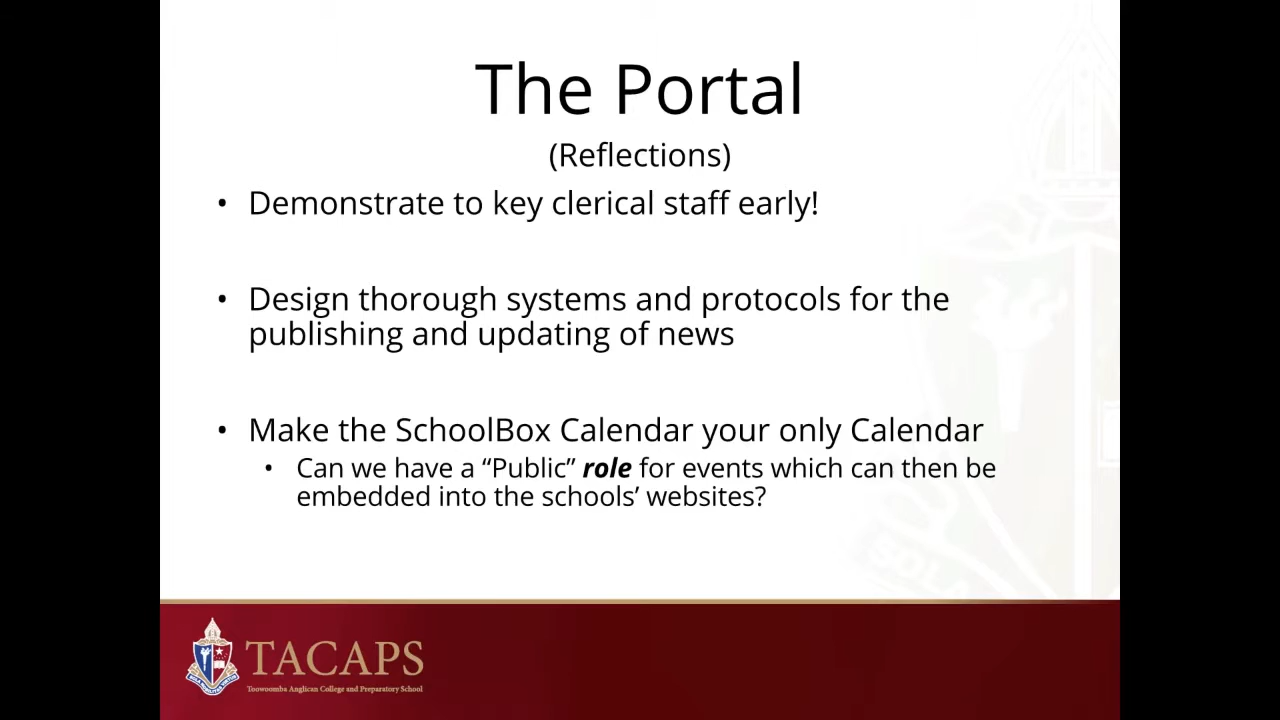 The Portal
(Reflections)
• Demonstrate to key clerical staff early!
• Design thorough systems and protocols for the
publishing and updating of news
• Make the SchoolBox Calendar your only Calendar
• Can we have a “Public” role for events which can then be
embedded into the schools’ websites?
TACAPS
Toowoomba Anglican College and Preparatory School